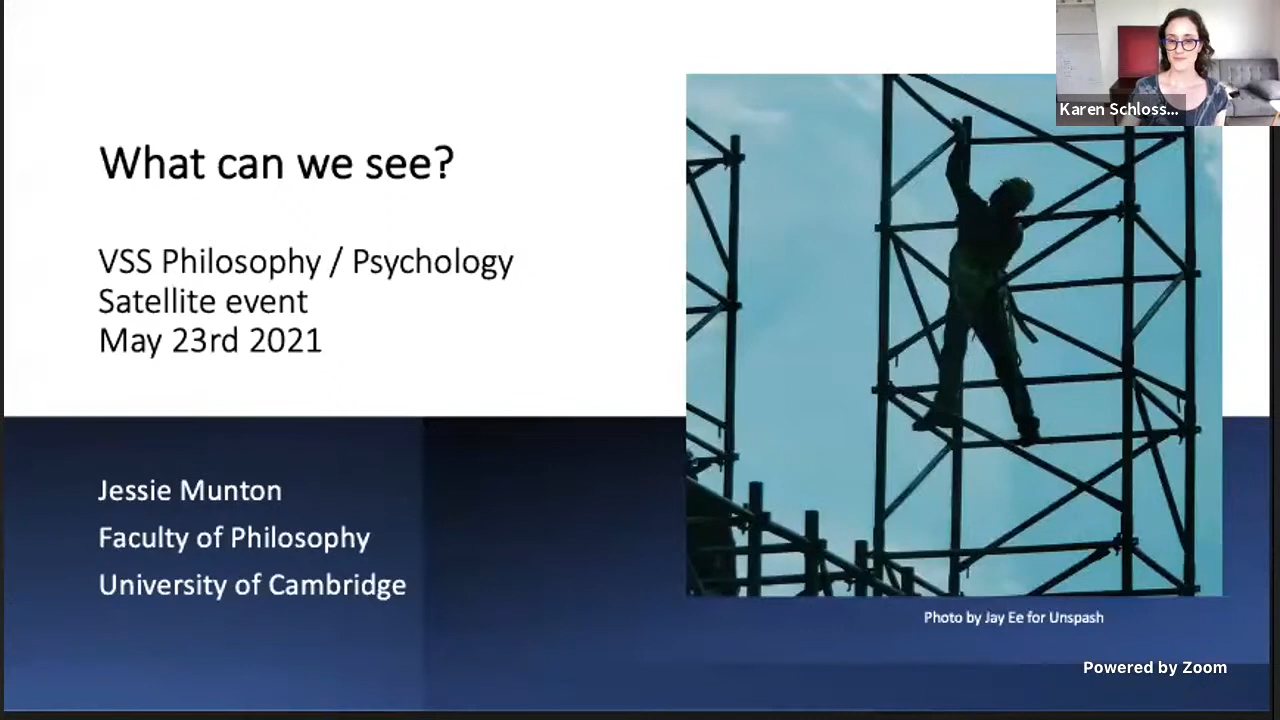 What can we see?
VSS Philosophy / Psychology
Satellite event
May 23rd 2021
Jessie Munton
Faculty of Philosophy
University of Cambridge
Karen Schloss...
Photo by Jay Ee for Unspash
Powered by Zoom